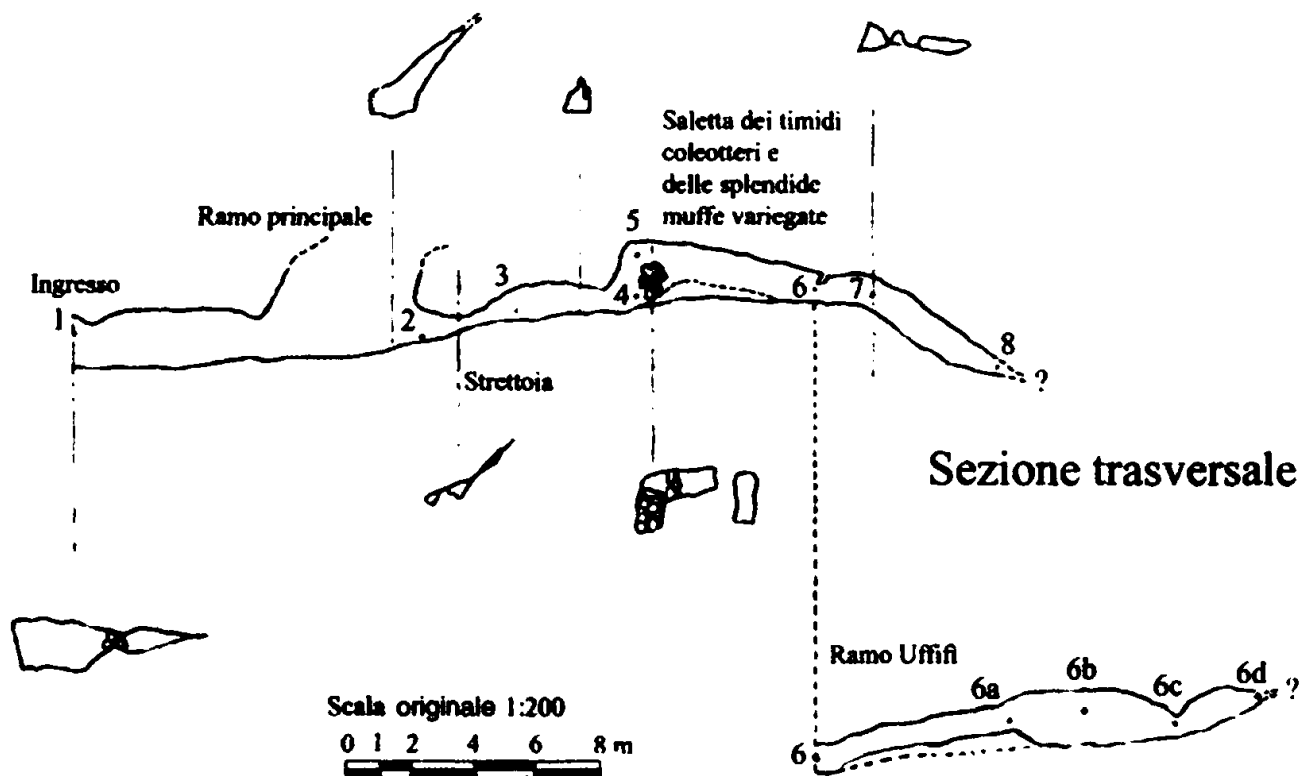 Saletta dei timidi
coleotteri e
delle splendide
muffe variegate
Ramo principale
5
Ingresso
3
1
4
6
7
2
8
?
Strettoia
Sezione trasversale
Ramo Uffifi
6a
6b
6c
6d
?
6
Scala originale 1:200
0 1 2 4 6 8 m